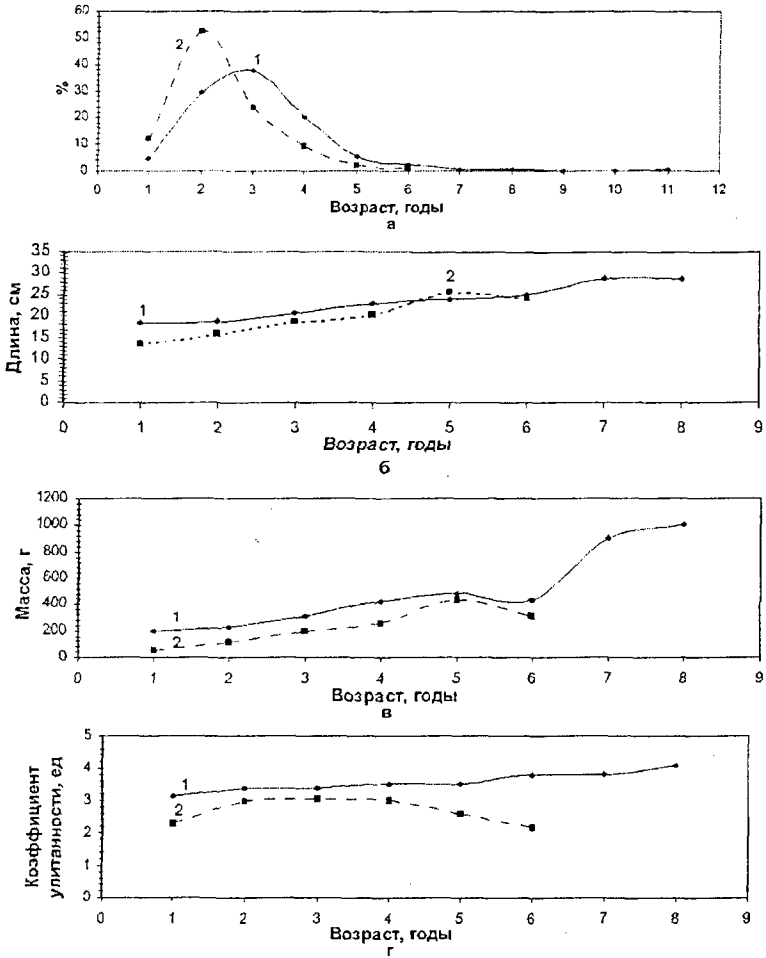 60
50
40
30
20
10
0
%
2
1
0 1 2 3 4 5 6 7 8 9 10 11 12
Возраст, годы
а
35
30
25
20
15
10
5
0
Длина, см
1
2
0 1 2 3 4 5 6 7 8 9
Возраст, годы
б
1200
1000
800
600
400
200
0
Масса, г
1
2
0 1 2 3 4 5 6 7 8 9
Возраст, годы
в
5
4
3
2
1
0
Коэффициент
упитанности, ед
1
2
0 1 2 3 4 5 6 7 8 9
Возраст, годы
г